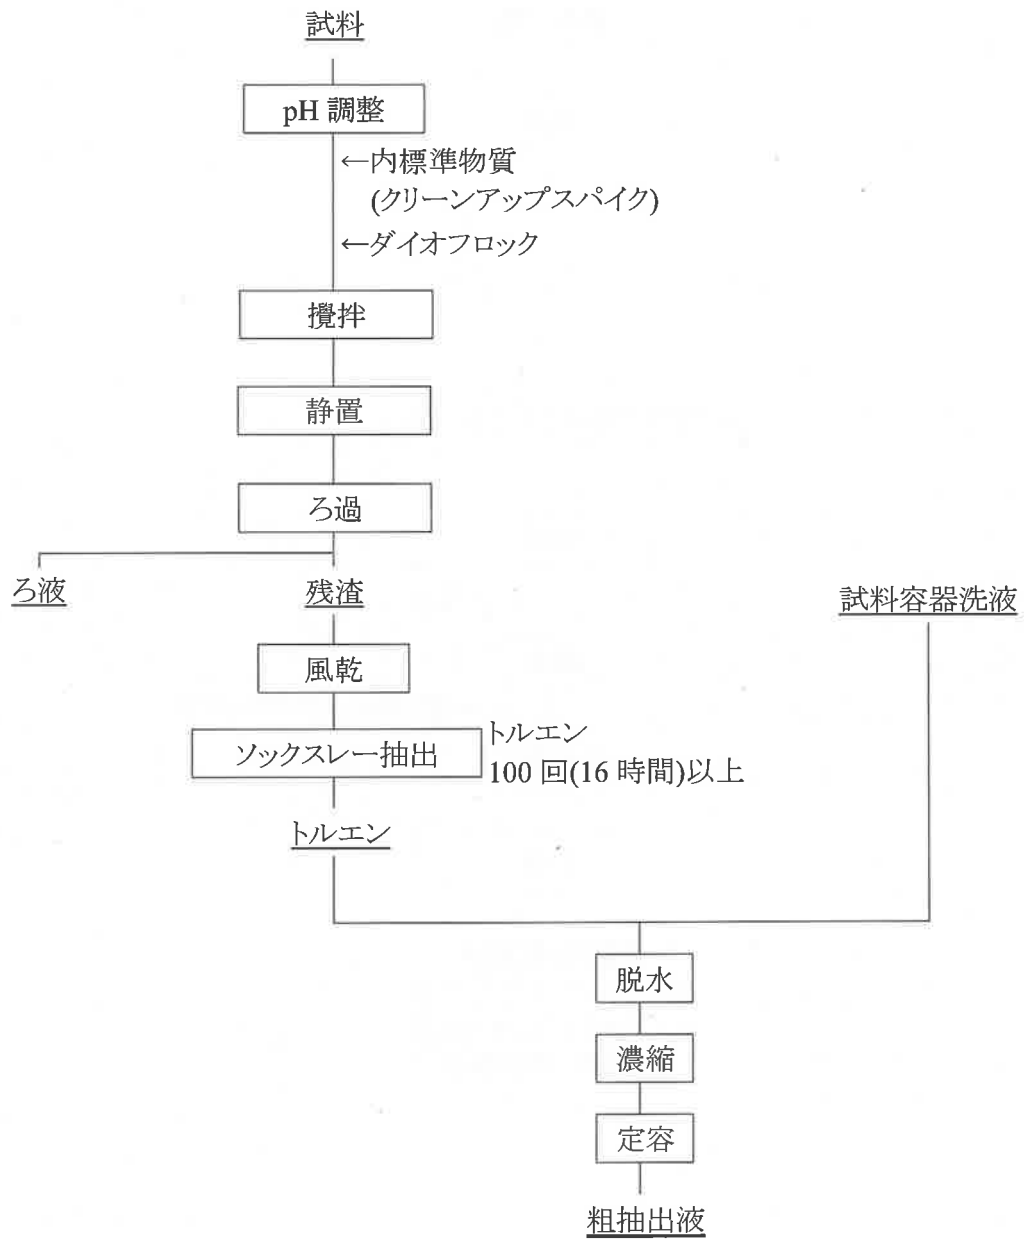 試料
pH 調整
←内標準物質
(クリーンアップスパイク)
←ダイオフロック
攪拌
静置
ろ過
ろ液
残渣
試料容器洗液
風乾
ソックスレー抽出
トルエン
100 回(16 時間)以上
トルエン
脱水
濃縮
定容
粗抽出液